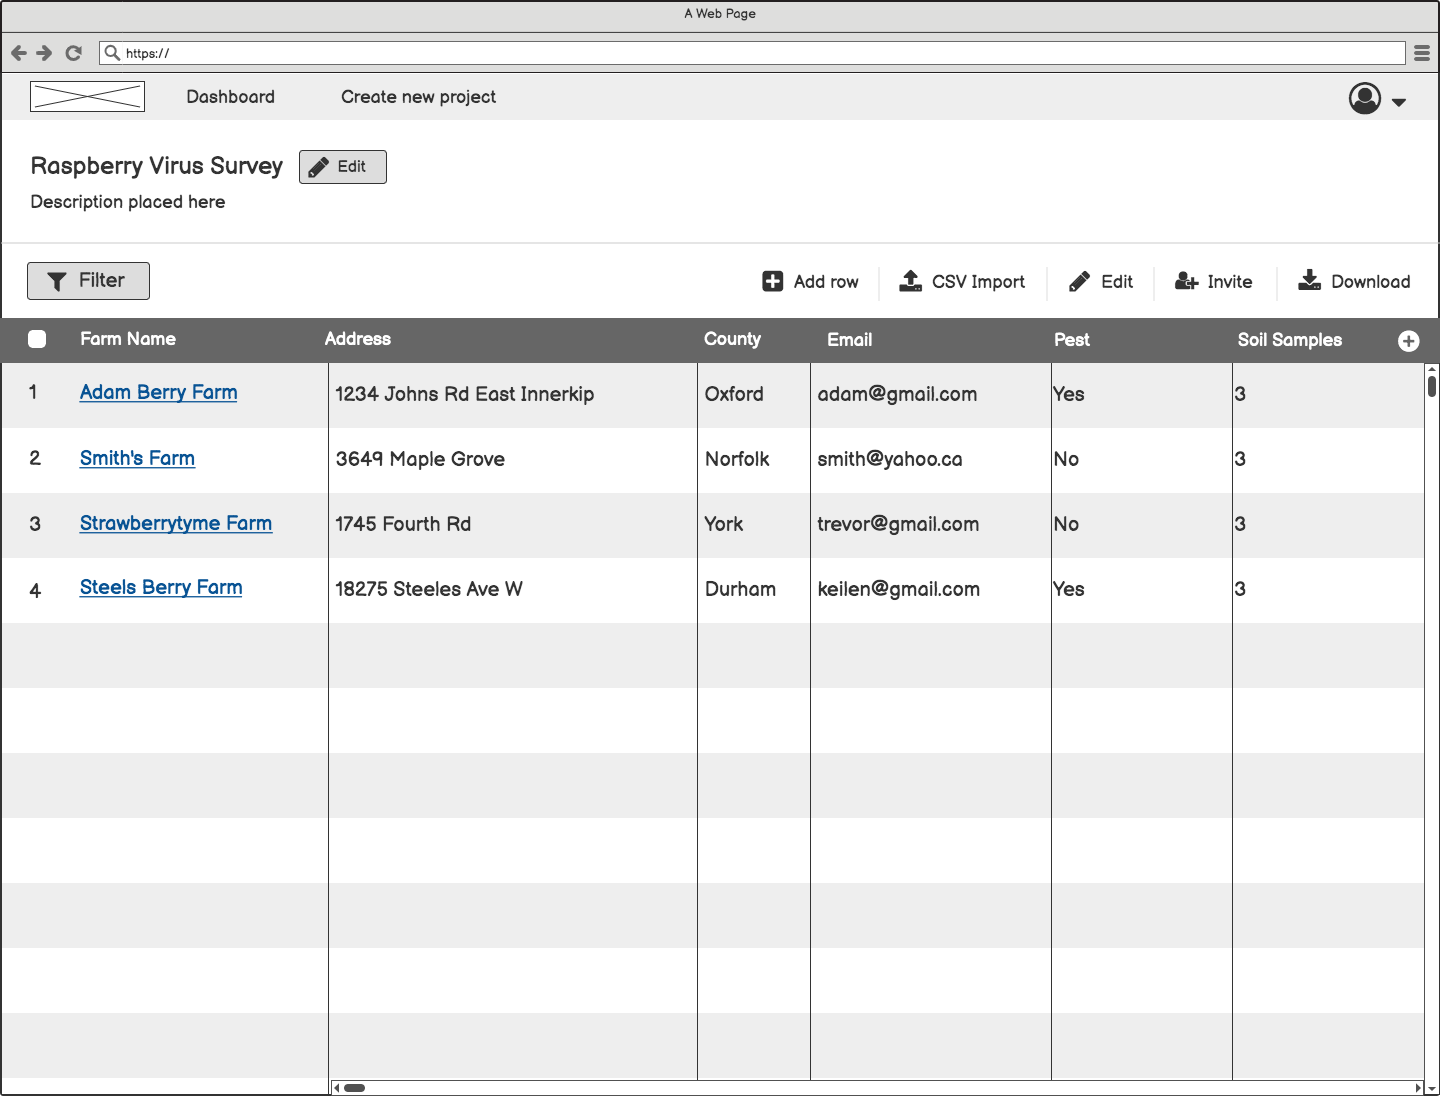 A Web Page
https://
Dashboard Create new project
Raspberry Virus Survey Edit
Description placed here
Filter Add row CSV Import Edit Invite Download
Farm Name Address County Email Pest Soil Samples
1 Adam Berry Farm 1234 Johns Rd East Innerkip Oxford adam@gmail.com Yes 3
2 Smith's Farm 3649 Maple Grove Norfolk smith@yahoo.ca No 3
3 Strawberrytyme Farm 1745 Fourth Rd York trevor@gmail.com No 3
4 Steels Berry Farm 18275 Steeles Ave W Durham keilen@gmail.com Yes 3